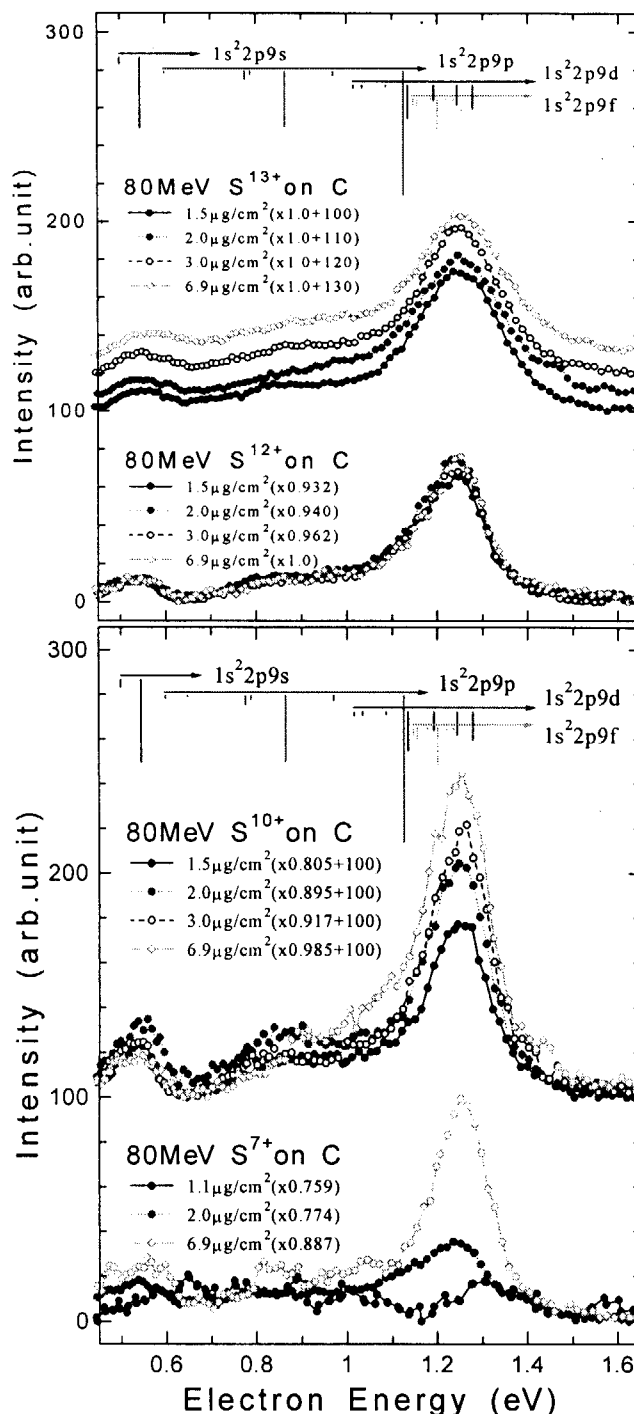 300
1s²2p9s
1s²2p9p
1s²2p9d
1s²2p9f
80MeV S¹³⁺ on C
200
1.5µg/cm²(x1.0+100)
2.0µg/cm²(x1.0+110)
3.0µg/cm²(x1.0+120)
6.9µg/cm²(x1.0+130)
Intensity (arb.unit)
100
80MeV S¹²⁺ on C
1.5µg/cm²(x0.932)
2.0µg/cm²(x0.940)
3.0µg/cm²(x0.962)
6.9µg/cm²(x1.0)
0
300
1s²2p9s
1s²2p9p
1s²2p9d
1s²2p9f
80MeV S¹⁰⁺ on C
200
1.5µg/cm²(x0.805+100)
2.0µg/cm²(x0.895+100)
3.0µg/cm²(x0.917+100)
6.9µg/cm²(x0.985+100)
Intensity (arb.unit)
100
80MeV S⁷⁺ on C
1.1µg/cm²(x0.759)
2.0µg/cm²(x0.774)
6.9µg/cm²(x0.887)
0
0.6 0.8 1 1.2 1.4 1.6
Electron Energy (eV)